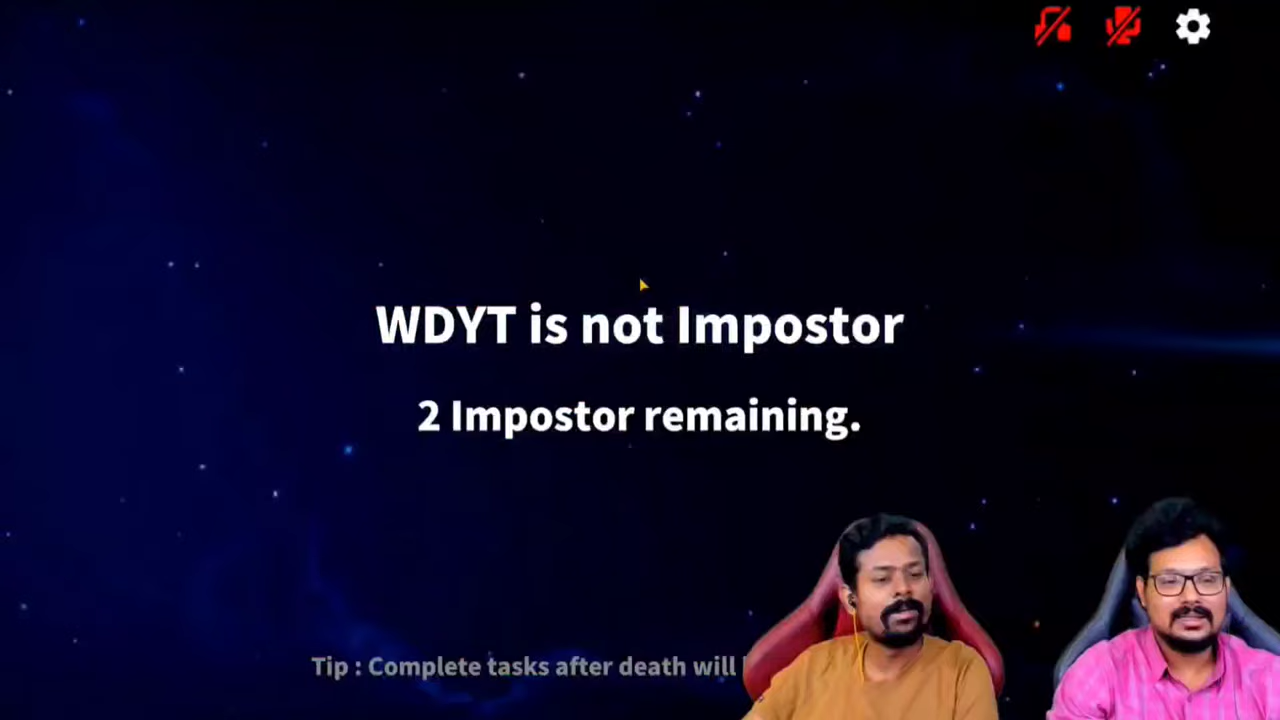 WDYT is not Impostor
2 Impostor remaining.
Tip : Complete tasks after death will